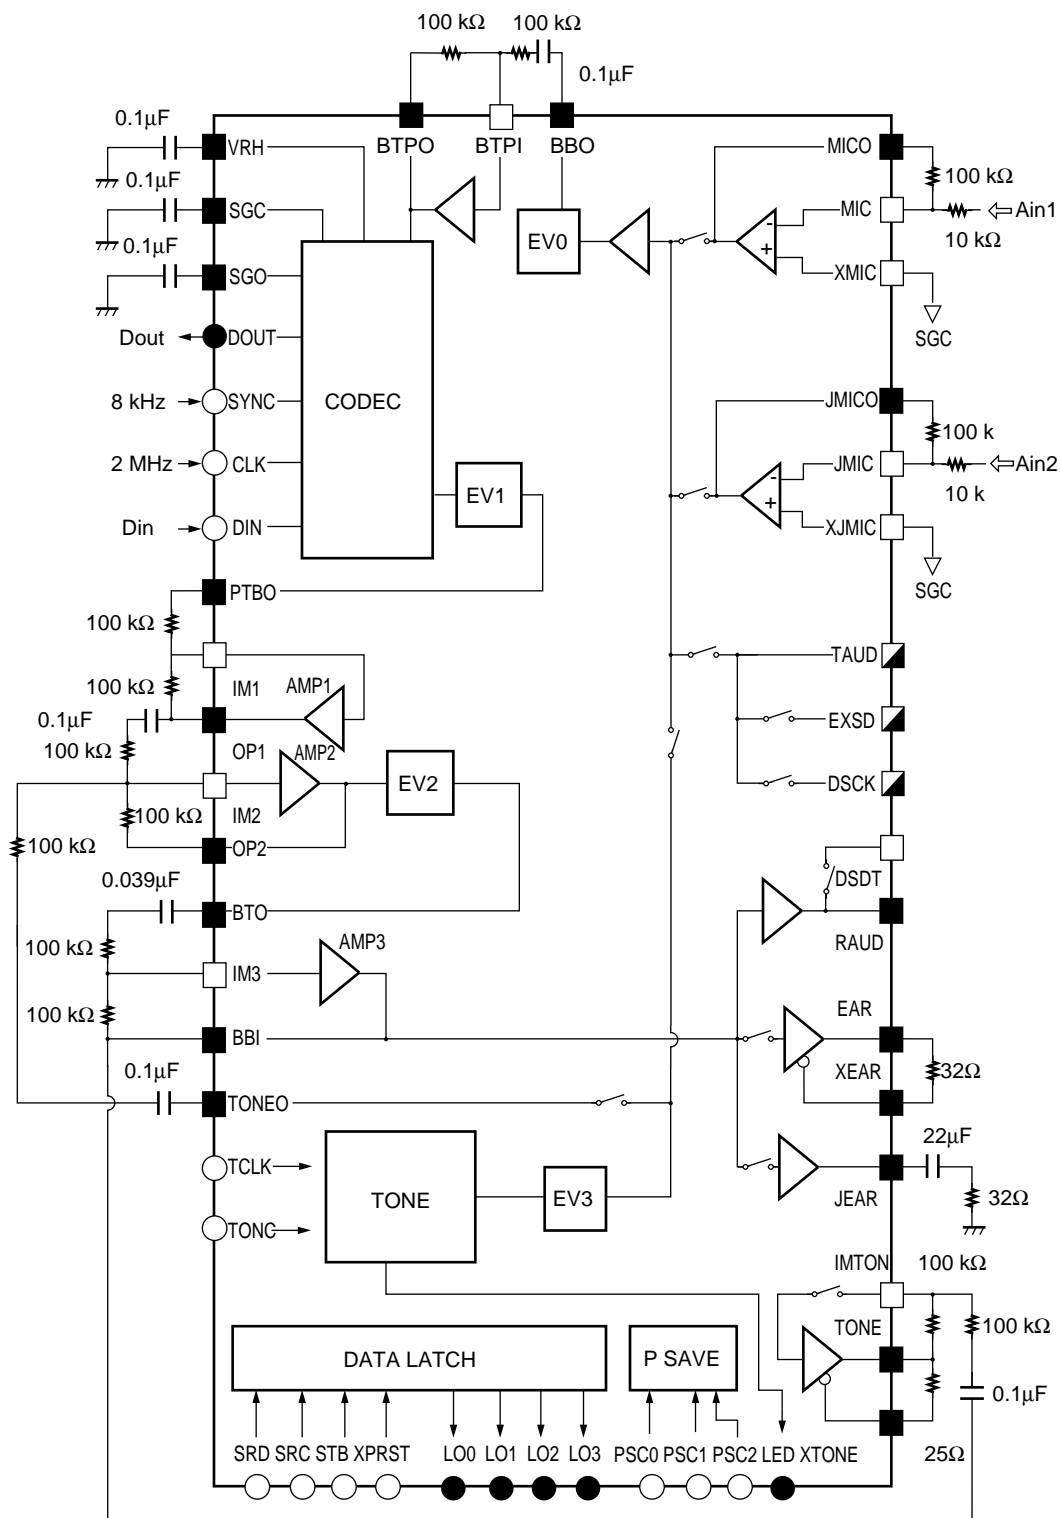 100 kΩ 100 kΩ
0.1µF
0.1µF
VRH BTPO BTPI BBO MICO
0.1µF 100 kΩ
SGC MIC Ain1
0.1µF EV0 - + 10 kΩ
SGO XMIC
Dout DOUT SGC
8 kHz SYNC CODEC JMICO
100 k
2 MHz CLK JMIC Ain2
EV1 - + 10 k
Din DIN XJMIC
PTBO SGC
100 kΩ
TAUD
100 kΩ IM1 AMP1
0.1µF EXSD
100 kΩ OP1 AMP2
EV2 DSCK
100 kΩ IM2
100 kΩ OP2
0.039µF DSDT
BTO
RAUD
100 kΩ AMP3
IM3
100 kΩ EAR
BBI
0.1µF XEAR 32Ω
TONEO
22µF
TCLK
TONE EV3 JEAR 32Ω
TONC
IMTON 100 kΩ
TONE 100 kΩ
DATA LATCH P SAVE
0.1µF
SRD SRC STB XPRST LO0 LO1 LO2 LO3 PSC0 PSC1 PSC2 LED XTONE 25Ω